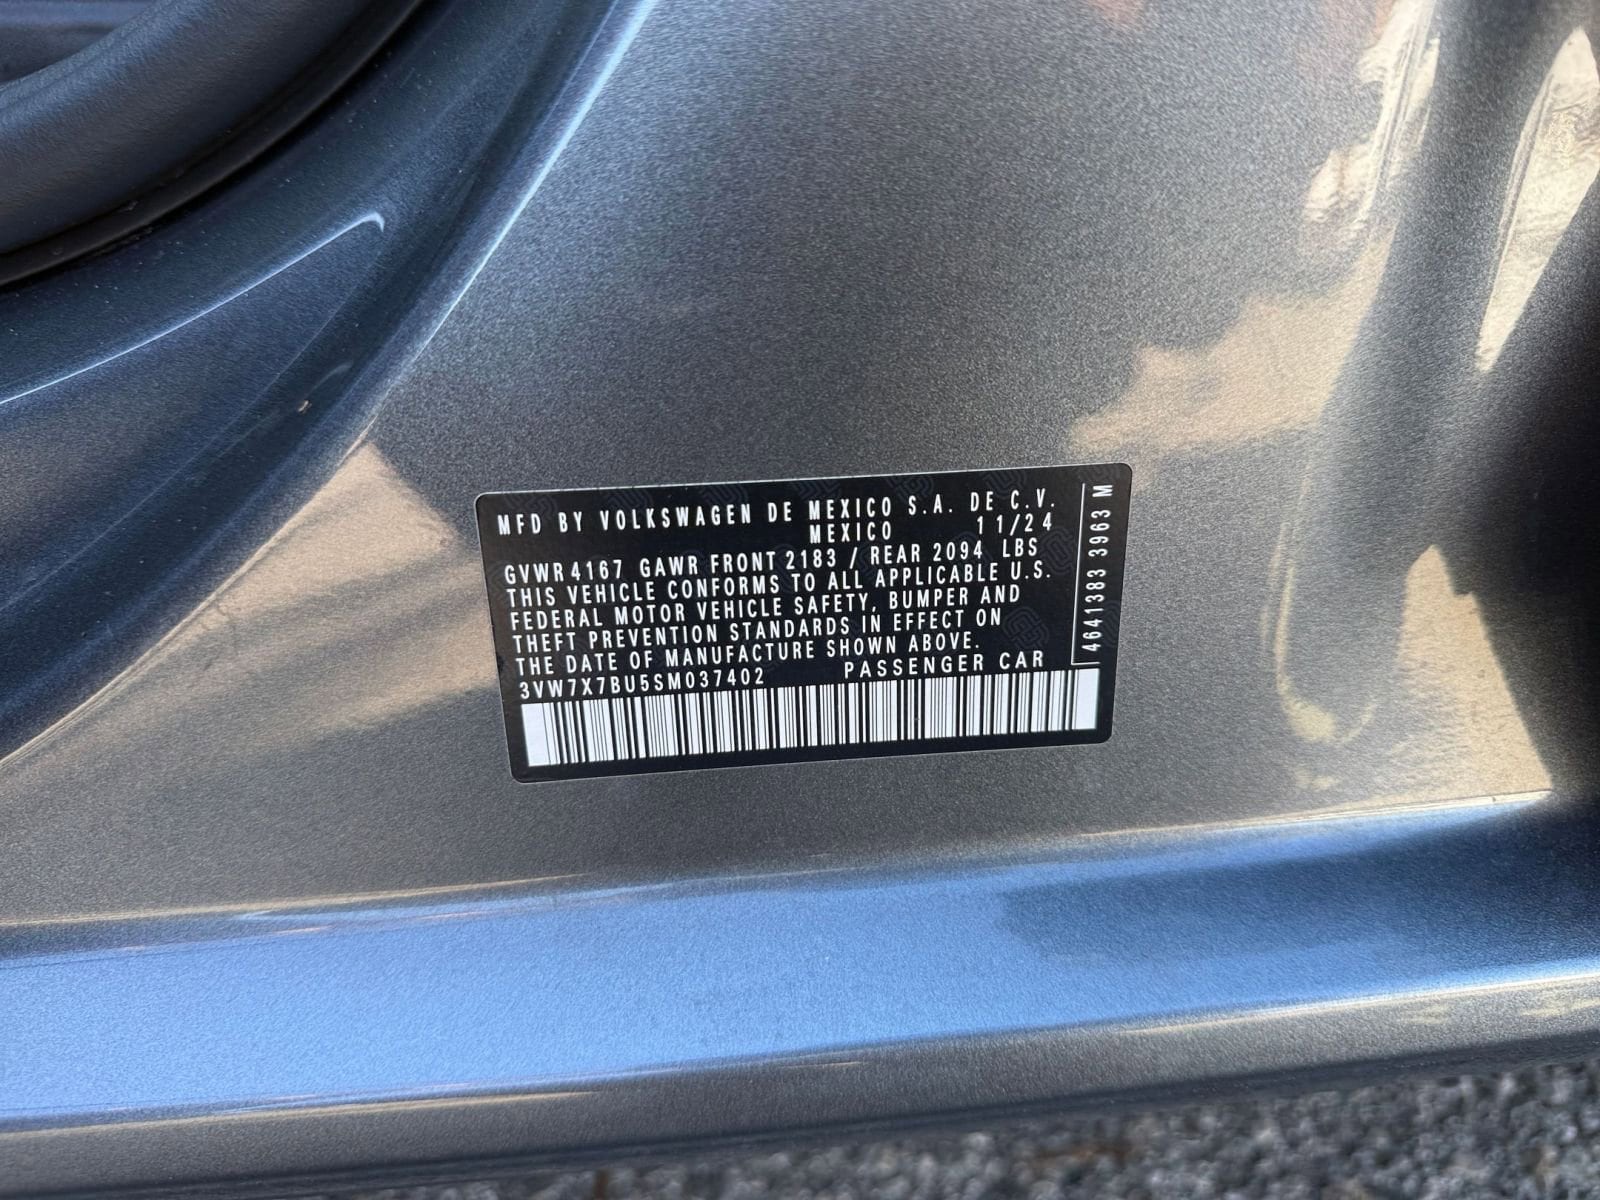 MFD BY VOLKSWAGEN DE MEXICO S.A. DE C.V.
MEXICO 11/24
GVWR 4167 GAWR FRONT 2183 / REAR 2094 LBS
THIS VEHICLE CONFORMS TO ALL APPLICABLE U.S.
FEDERAL MOTOR VEHICLE SAFETY, BUMPER AND
THEFT PREVENTION STANDARDS IN EFFECT ON
THE DATE OF MANUFACTURE SHOWN ABOVE.
3VW7X7BU5SM037402 PASSENGER CAR
4641383 3963 M